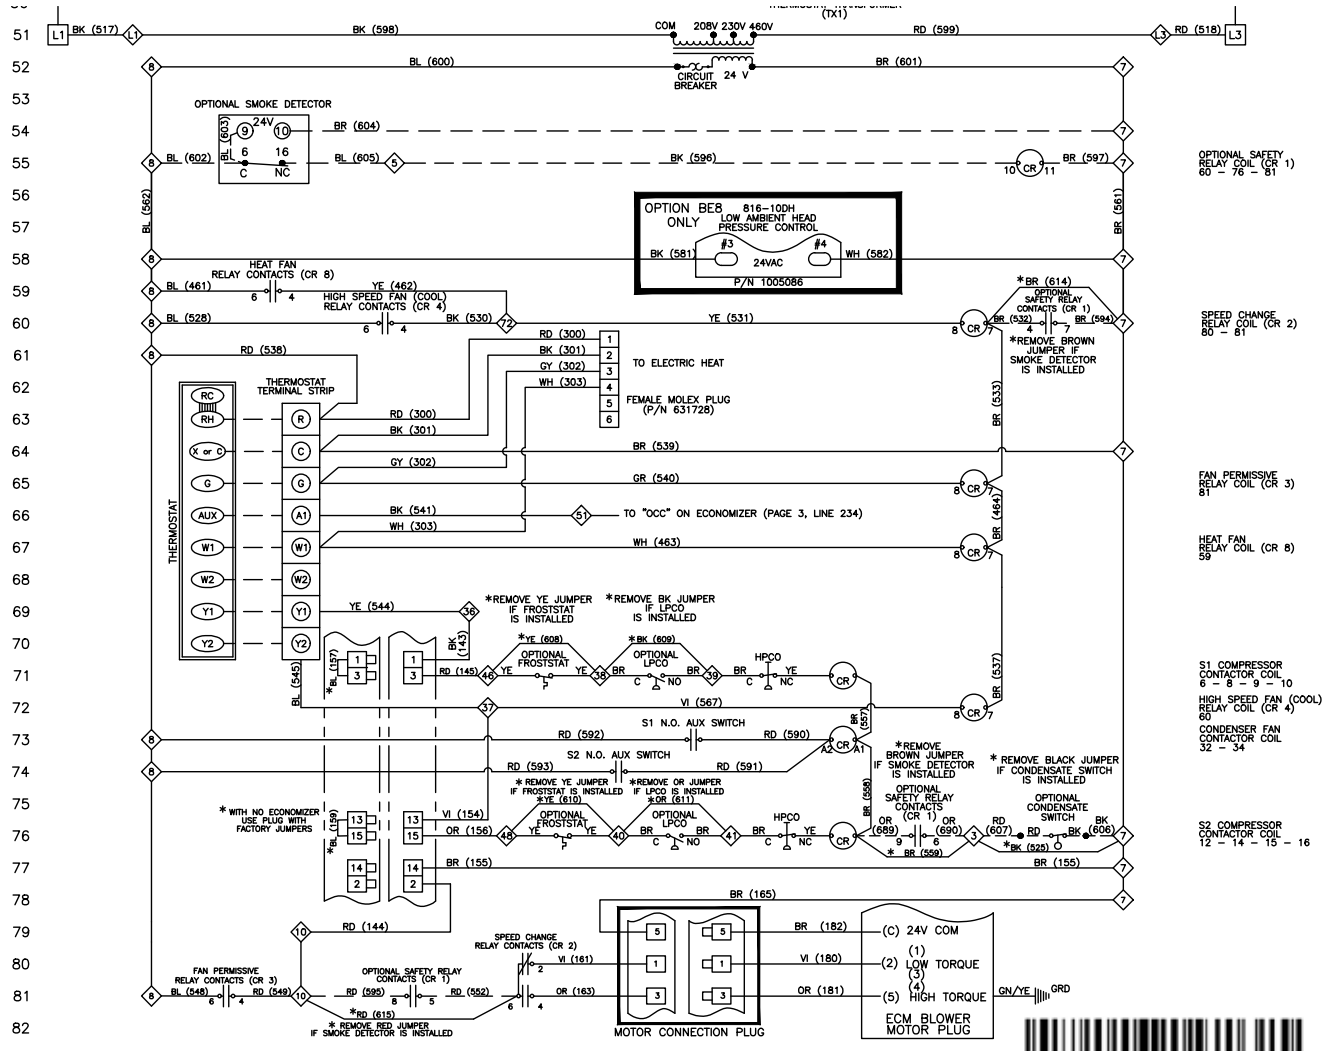 (TX1)
51 L1 BK (517) L1 BK (598) COM 208V 230V 460V RD (599) L3 RD (518) L3
52 8 BL (600) CIRCUIT BREAKER 24 V BR (601) 7
53
OPTIONAL SMOKE DETECTOR
54 BL (603) 9 24V 10 BR (604) 7
55 8 BL (602) 6 C 16 NC BL (605) 5 BK (596) 10 CR 11 BR (597) 7
OPTIONAL SAFETY
RELAY COIL (CR 1)
60 - 76 - 81
56 BL (562) BR (561)
OPTION BE8
ONLY
816-10DH
LOW AMBIENT HEAD
PRESSURE CONTROL
57
58 8 BK (581) #3 24VAC #4 WH (582) 7
P/N 1005086
HEAT FAN
RELAY CONTACTS (CR 8)
59 8 BL (461) 6 4 YE (462)
HIGH SPEED FAN (COOL)
RELAY CONTACTS (CR 4)
*BR (614)
OPTIONAL
SAFETY RELAY
CONTACTS (CR 1)
60 8 BL (528) 6 4 BK (530) 72 YE (531) 8 CR 7 BR (532) 4 7 BR (594) 7
SPEED CHANGE
RELAY COIL (CR 2)
80 - 81
*REMOVE BROWN
JUMPER IF
SMOKE DETECTOR
IS INSTALLED
RD (300) 1
61 8 RD (538) BK (301) 2
GY (302) 3
TO ELECTRIC HEAT
62 WH (303) 4
THERMOSTAT
TERMINAL STRIP
5
6
FEMALE MOLEX PLUG
(P/N 631728)
RC
63 RH R RD (300) BR (533)
BK (301)
64 X or C C BR (539) 7
GY (302)
65 G G GR (540) 8 CR 7
FAN PERMISSIVE
RELAY COIL (CR 3)
81
66 THERMOSTAT AUX A1 BK (541) 51 TO "OCC" ON ECONOMIZER (PAGE 3, LINE 234) BR (464)
WH (303)
67 W1 W1 WH (463) 8 CR 7
HEAT FAN
RELAY COIL (CR 8)
59
68 W2 W2
69 Y1 Y1 YE (544) 36
*REMOVE YE JUMPER
IF FROSTSTAT
IS INSTALLED
*REMOVE BK JUMPER
IF LPCO
IS INSTALLED
70 Y2 Y2 BK (143) *YE (608) *BK (609)
OPTIONAL
FROSTSTAT
OPTIONAL
LPCO
HPCO
71 BL (545) *BL (157) 1 3 1 3 RD (145) 46 YE YE 38 BR C NO BR 39 BR C NC YE CR BR (537)
S1 COMPRESSOR
CONTACTOR COIL
6 - 8 - 9 - 10
72 37 VI (567) BR (557) 8 CR 7
HIGH SPEED FAN (COOL)
RELAY COIL (CR 4)
60
S1 N.O. AUX SWITCH
73 8 RD (592) RD (590) A2 CR A1
CONDENSER FAN
CONTACTOR COIL
32 - 34
*REMOVE
BROWN JUMPER
IF SMOKE DETECTOR
IS INSTALLED
* REMOVE BLACK JUMPER
IF CONDENSATE SWITCH
IS INSTALLED
S2 N.O. AUX SWITCH
74 8 RD (593) RD (591)
* REMOVE YE JUMPER
IF FROSTSTAT IS INSTALLED
*REMOVE OR JUMPER
IF LPCO IS INSTALLED
75 *YE (610) *OR (611) BR (558)
OPTIONAL
SAFETY RELAY
CONTACTS
(CR 1)
OPTIONAL
CONDENSATE
SWITCH
* WITH NO ECONOMIZER
USE PLUG WITH
FACTORY JUMPERS
*BL (159) 13 15 13 15 VI (154)
OPTIONAL
FROSTSTAT
OPTIONAL
LPCO
HPCO
76 OR (156) 48 YE YE 40 BR C NO BR 41 BR C NC YE CR OR (689) 9 6 OR (690) 3 RD (607) RD BK BK (606) 7
* BR (559) *BK (525)
S2 COMPRESSOR
CONTACTOR COIL
12 - 14 - 15 - 16
77 14 2 14 2 BR (155) BR (155) 7
78 BR (165) 7
79 10 RD (144) 5 5 BR (182) (C) 24V COM
SPEED CHANGE
RELAY CONTACTS (CR 2)
(1)
80 2 VI (161) 1 1 VI (180) (2) LOW TORQUE
(3)
(4)
FAN PERMISSIVE
RELAY CONTACTS (CR 3)
OPTIONAL SAFETY RELAY
CONTACTS (CR 1)
81 8 BL (548) 6 4 RD (549) 10 RD (595) 8 5 RD (552) 6 4 OR (163) 3 3 OR (181) (5) HIGH TORQUE GN/YE GRD
*RD (615)
* REMOVE RED JUMPER
IF SMOKE DETECTOR IS INSTALLED
ECM BLOWER
MOTOR PLUG
82 MOTOR CONNECTION PLUG